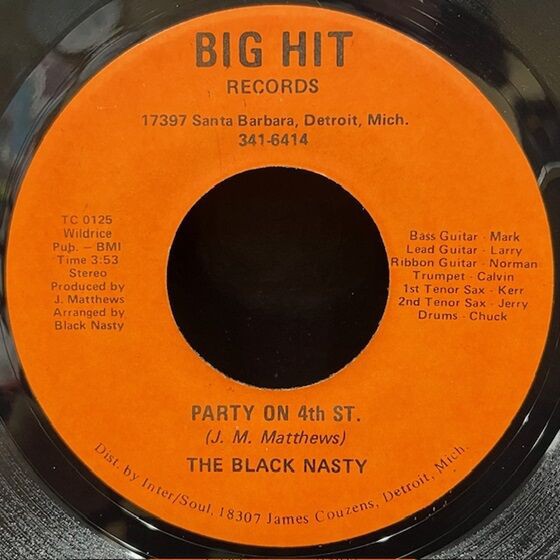 BIG HIT
RECORDS
17397 Santa Barbara, Detroit, Mich.
341-6414
TC 0125
Wildrice
Pub. - BMI
Time 3:53
Stereo
Produced by
J. Matthews
Arranged by
Black Nasty
Bass Guitar - Mark
Lead Guitar - Larry
Ribbon Guitar - Norman
Trumpet - Calvin
1st Tenor Sax - Kerr
2nd Tenor Sax - Jerry
Drums - Chuck
PARTY ON 4th ST.
(J. M. Matthews)
THE BLACK NASTY
Dist. by Inter/Soul, 18307 James Couzens, Detroit, Mich.